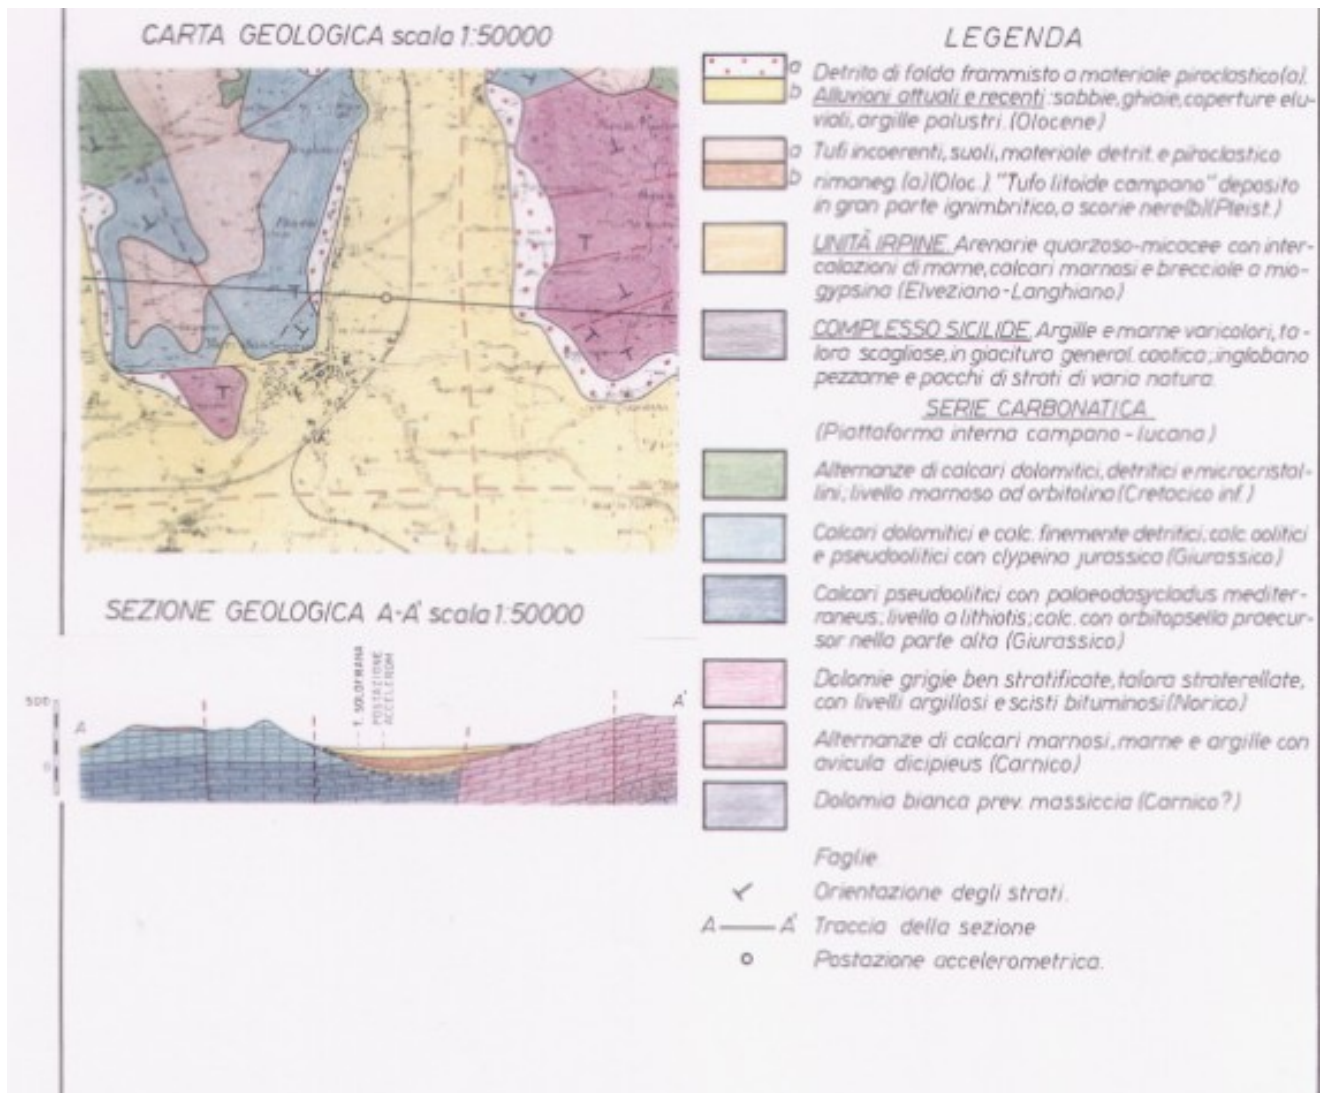 CARTA GEOLOGICA scala 1:50000
SEZIONE GEOLOGICA A-A' scala 1:50000
T. SOLOFRANA
POSTAZIONE
ACCELEROM.
500
0
A
A'
LEGENDA
a
b
Detrito di falda frammisto a materiale piroclastico(a).
Alluvioni attuali e recenti: sabbie, ghiaie, coperture elu-
viali, argille palustri. (Olocene)
a
b
Tufi incoerenti, suoli, materiale detrit. e piroclastico
rimaneg. (a)(Oloc.). "Tufo litoide campano" deposito
in gran parte ignimbritico, a scorie nere(b)(Pleist.)
UNITÀ IRPINE. Arenarie quarzoso-micacee con inter-
calazioni di marne, calcari marnosi e brecciole a mio-
gypsina (Elveziano-Langhiano)
COMPLESSO SICILIDE. Argille e marne varicolori, ta-
lora scagliose, in giacitura general. caotica; inglobano
pezzame e pacchi di strati di varia natura.
SERIE CARBONATICA
(Piattaforma interna campano-lucana)
Alternanze di calcari dolomitici, detritici e microcristal-
lini; livello marnoso ad orbitolina (Cretacico inf.)
Calcari dolomitici e calc. finemente detritici; calc. oolitici
e pseudoolitici con clypeina jurassica (Giurassico)
Calcari pseudoolitici con palaeodasycladus mediter-
raneus; livello a lithiotis; calc. con orbitopsella praecur-
sor nella parte alta (Giurassico)
Dolomie grigie ben stratificate, talora straterellate,
con livelli argillosi e scisti bituminosi (Norico)
Alternanze di calcari marnosi, marne e argille con
avicula dicipieus (Carnico)
Dolomia bianca prev. massiccia (Carnico?)
Faglie
Orientazione degli strati.
A A' Traccia della sezione
Postazione accelerometrica.